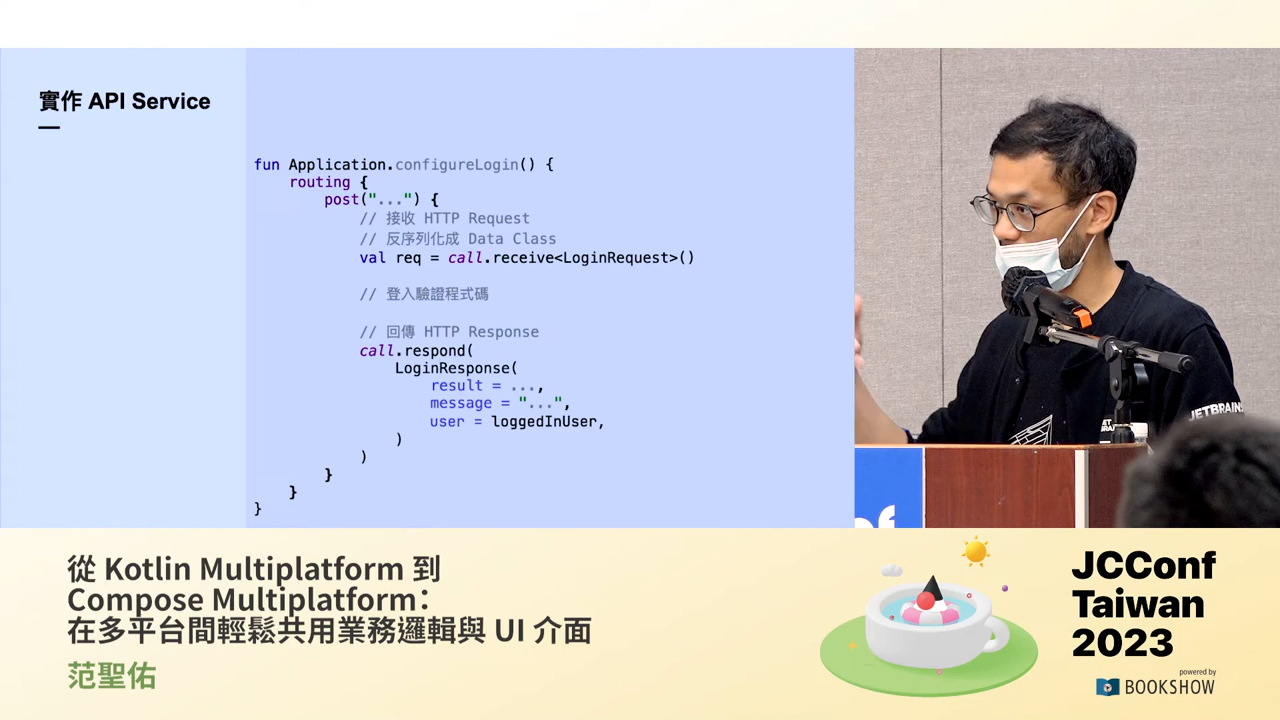 實作 API Service
fun Application.configureLogin() {
routing {
post("...") {
// 接收 HTTP Request
// 反序列化成 Data Class
val req = call.receive<LoginRequest>()
// 登入驗證程式碼
// 回傳 HTTP Response
call.respond(
LoginResponse(
result = ...,
message = "...",
user = loggedInUser,
)
)
}
}
}
JETBRAINS
從 Kotlin Multiplatform 到
Compose Multiplatform：
在多平台間輕鬆共用業務邏輯與 UI 介面
范聖佑
JCConf
Taiwan
2023
powered by
BOOKSHOW